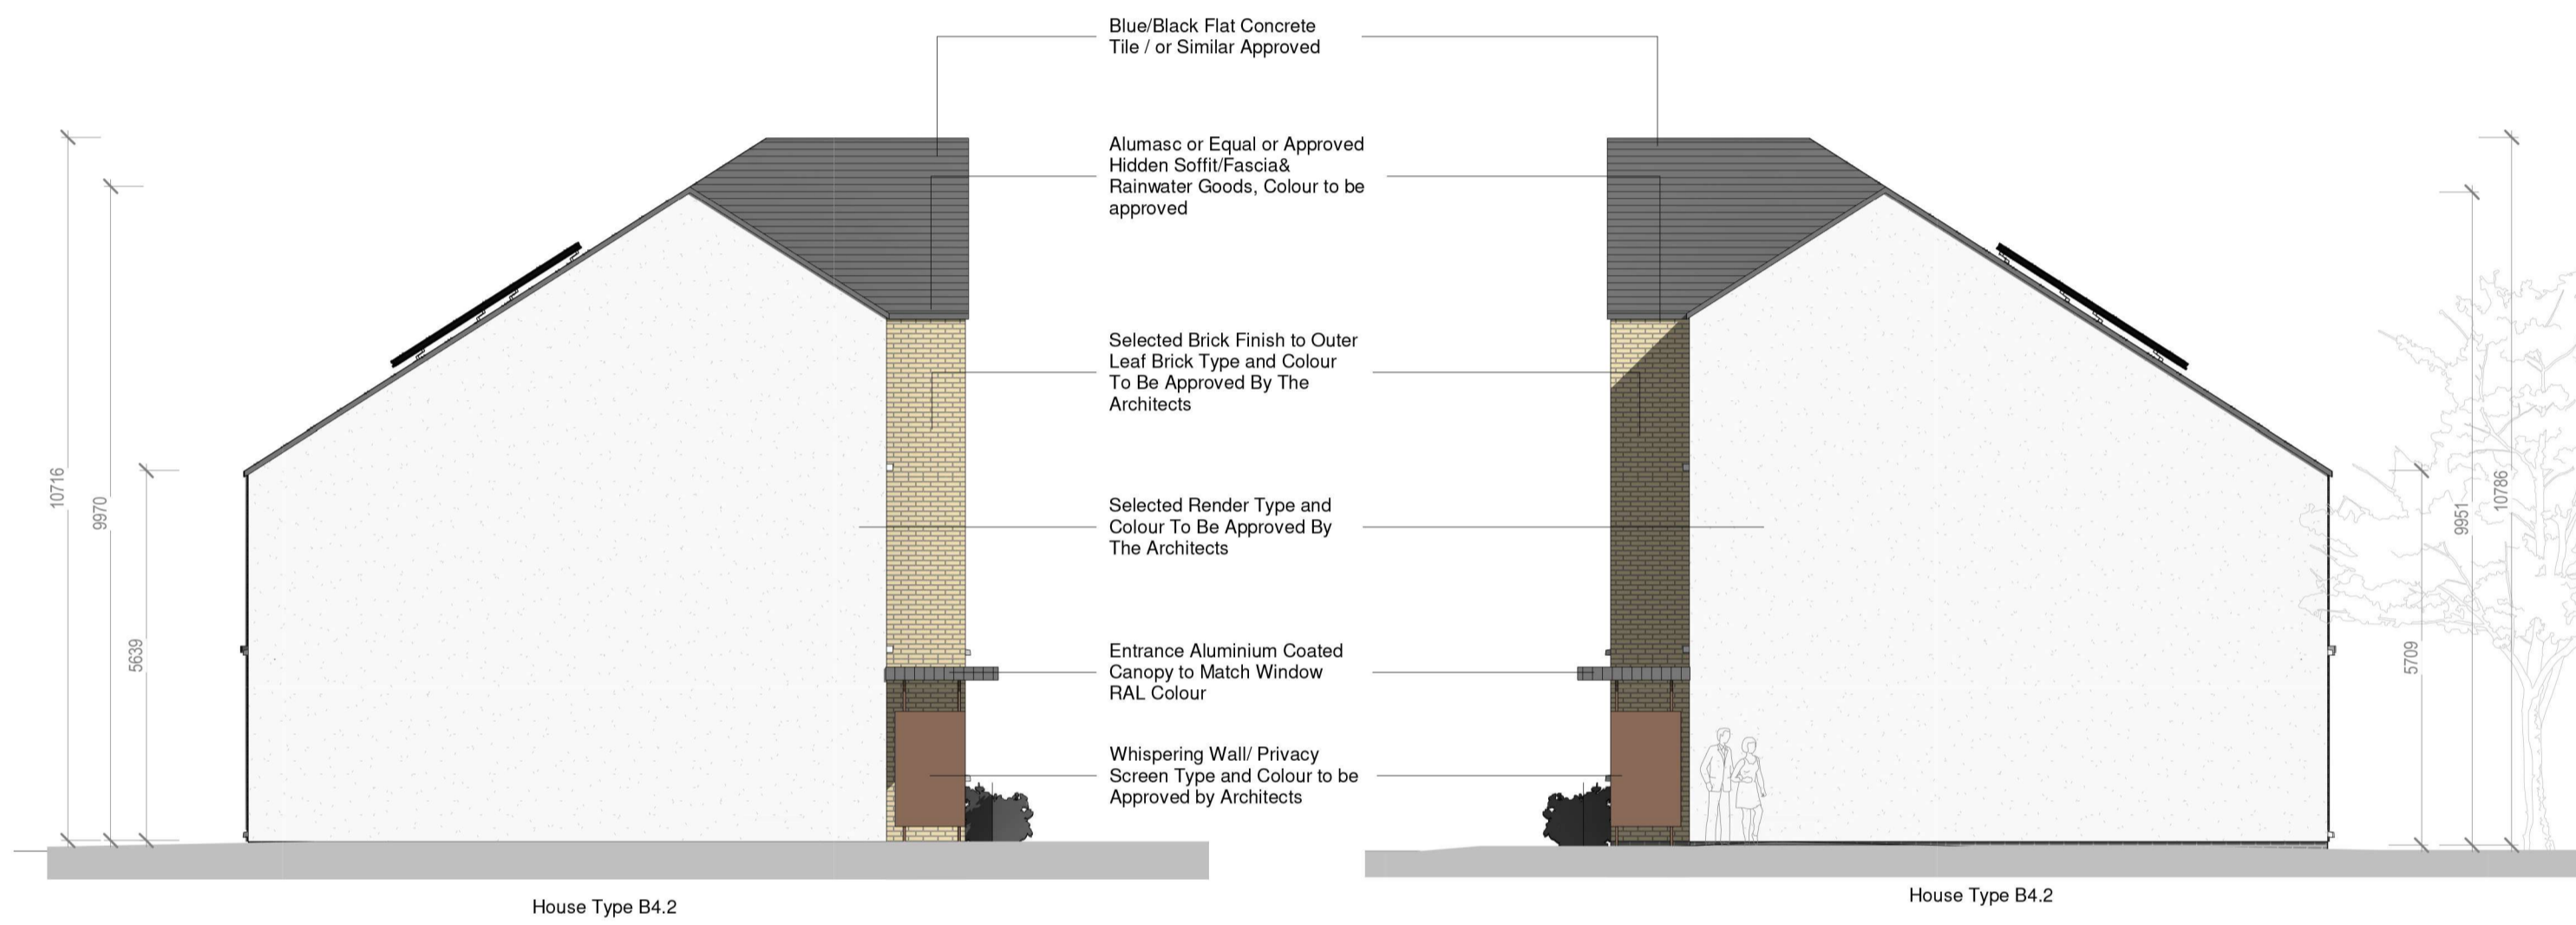 Blue/Black Flat Concrete
Tile / or Similar Approved
Alumasc or Equal or Approved
Hidden Soffit/Fascia&
Rainwater Goods, Colour to be
approved
Selected Brick Finish to Outer
Leaf Brick Type and Colour
To Be Approved By The
Architects
Selected Render Type and
Colour To Be Approved By
The Architects
Entrance Aluminium Coated
Canopy to Match Window
RAL Colour
Whispering Wall/ Privacy
Screen Type and Colour to be
Approved by Architects
10716
9970
5639
5709
9951
10786
House Type B4.2
House Type B4.2